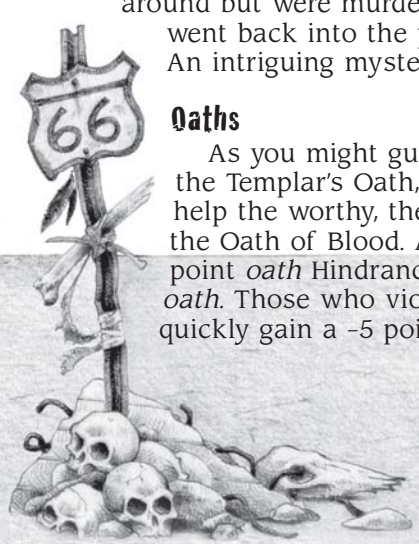 around but were murde
went back into the
An intriguing myste
66
Oaths
As you might gu
the Templar's Oath,
help the worthy, the
the Oath of Blood. A
point oath Hindranc
oath. Those who vio
quickly gain a -5 poi